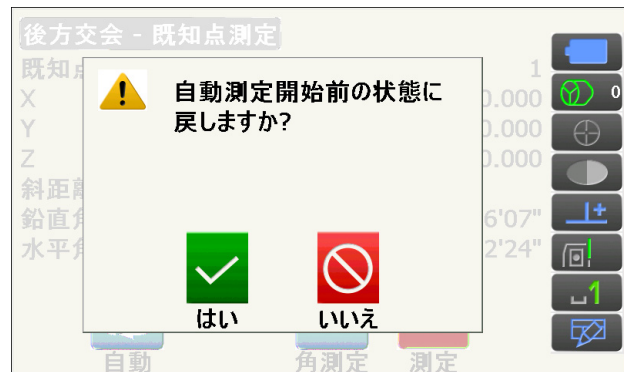 後方交会 - 既知点測定
既知
1
X
0.000
Y
0.000
Z
0.000
斜距離
鉛直角
6'07"
水平角
2'24"
自動測定開始前の状態に
戻しますか?
はい
いいえ
自動
角測定
測定
0
1